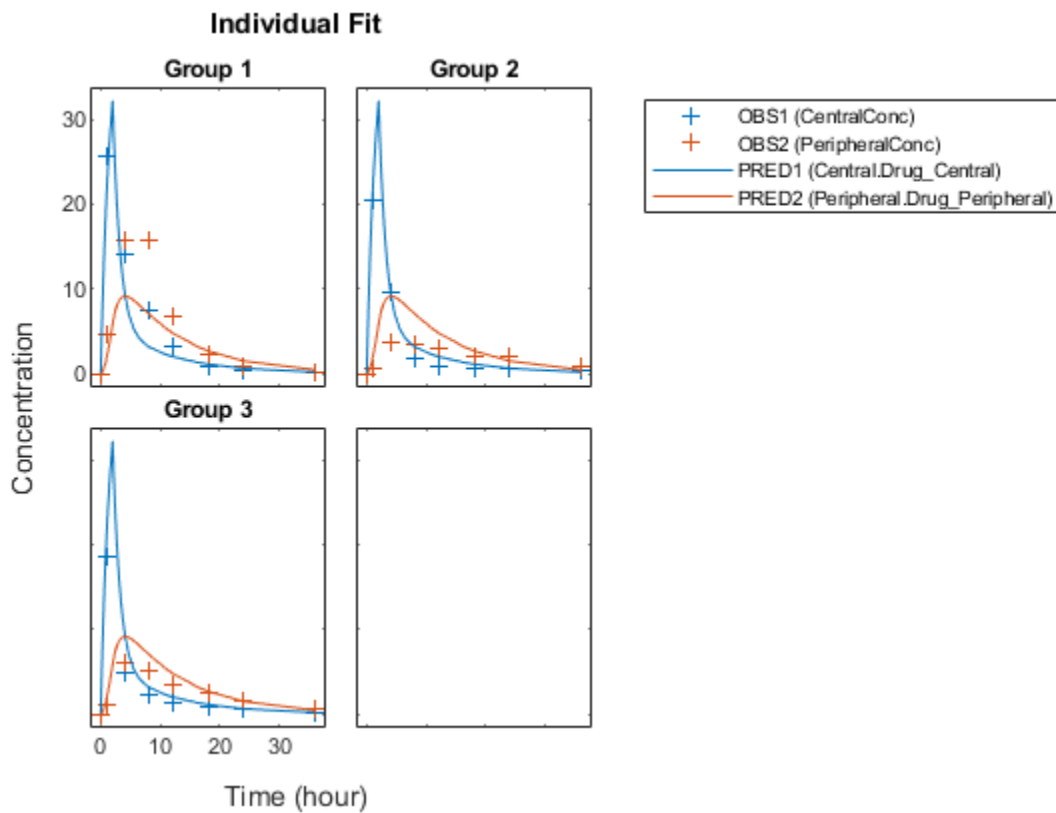 Individual Fit
Group 1
Group 2
30
20
10
0
OBS1 (CentralConc)
OBS2 (PeripheralConc)
PRED1 (Central.Drug_Central)
PRED2 (Peripheral.Drug_Peripheral)
Concentration
Group 3
0 10 20 30
Time (hour)